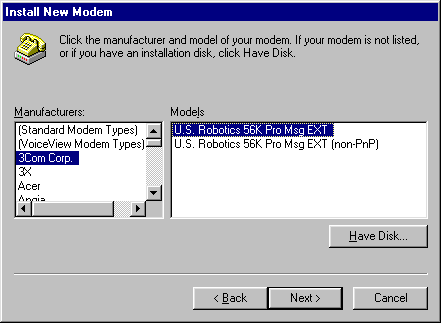 Install New Modem
Click the manufacturer and model of your modem. If your modem is not listed,
or if you have an installation disk, click Have Disk.
Manufacturers:
(Standard Modem Types)
(VoiceView Modem Types)
3Com Corp.
3X
Acer
Angia
Models
U.S. Robotics 56K Pro Msg EXT
U.S. Robotics 56K Pro Msg EXT (non-PnP)
Have Disk...
< Back
Next >
Cancel